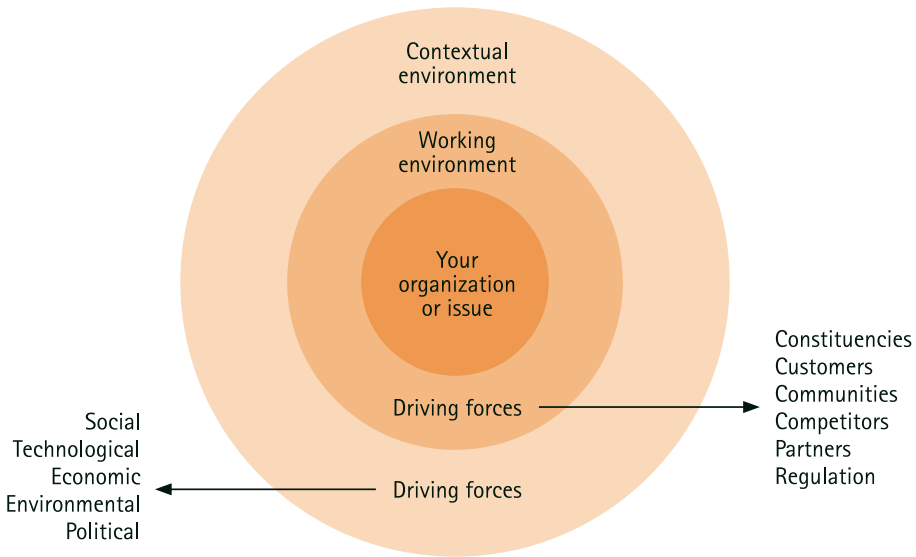 Contextual
environment
Working
environment
Your
organization
or issue
Driving forces
Constituencies
Customers
Communities
Competitors
Partners
Regulation
Driving forces
Social
Technological
Economic
Environmental
Political